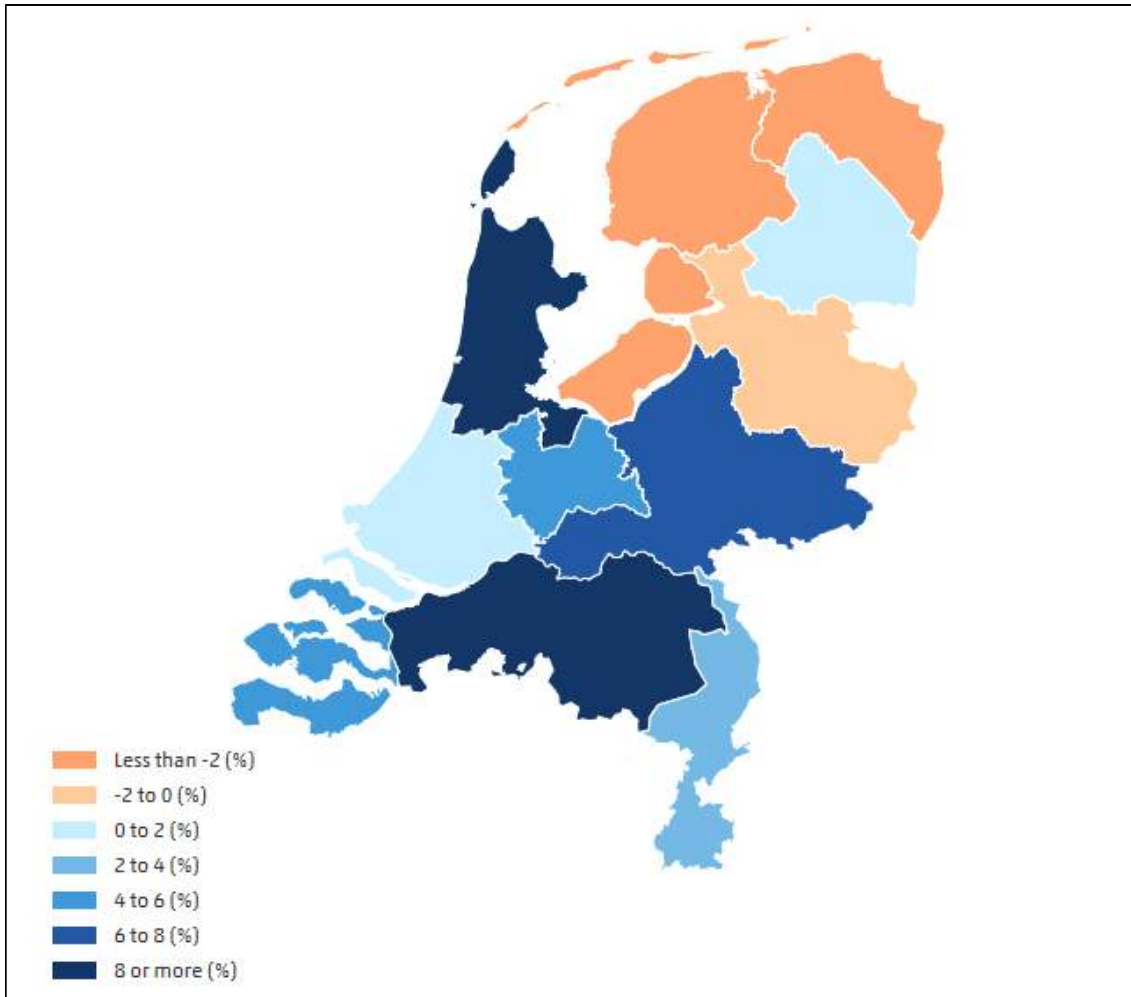 Less than -2 (%)
-2 to 0 (%)
0 to 2 (%)
2 to 4 (%)
4 to 6 (%)
6 to 8 (%)
8 or more (%)